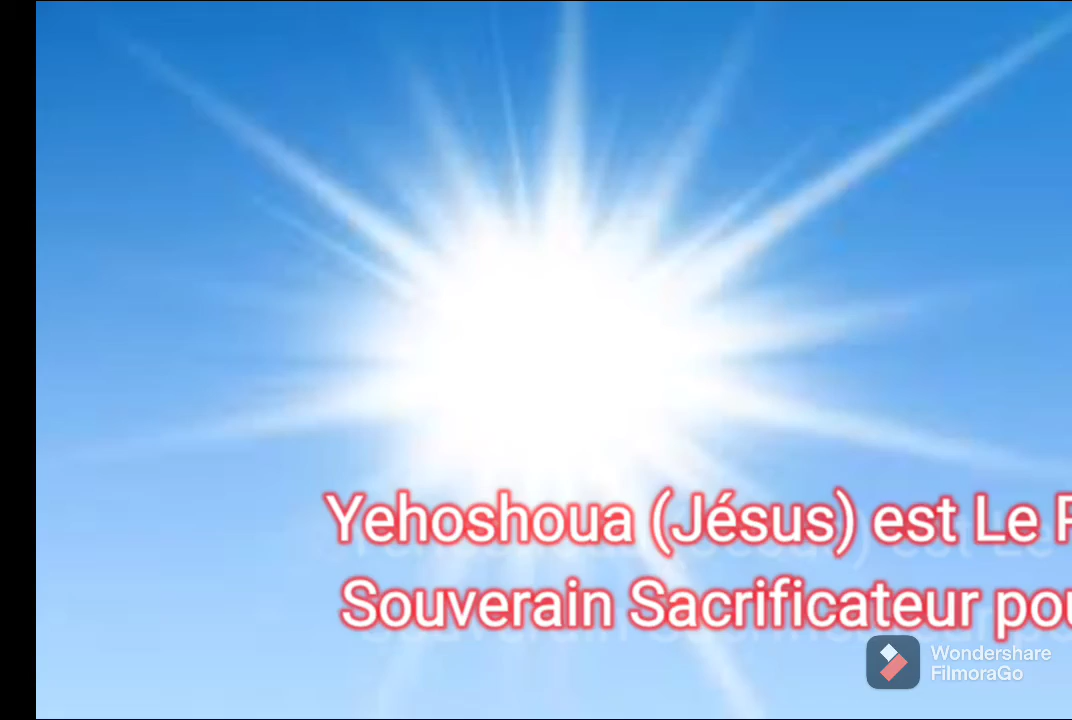 Yehoshoua (Jésus) est Le
Souverain Sacrificateur
Wondershare
FilmoraGo